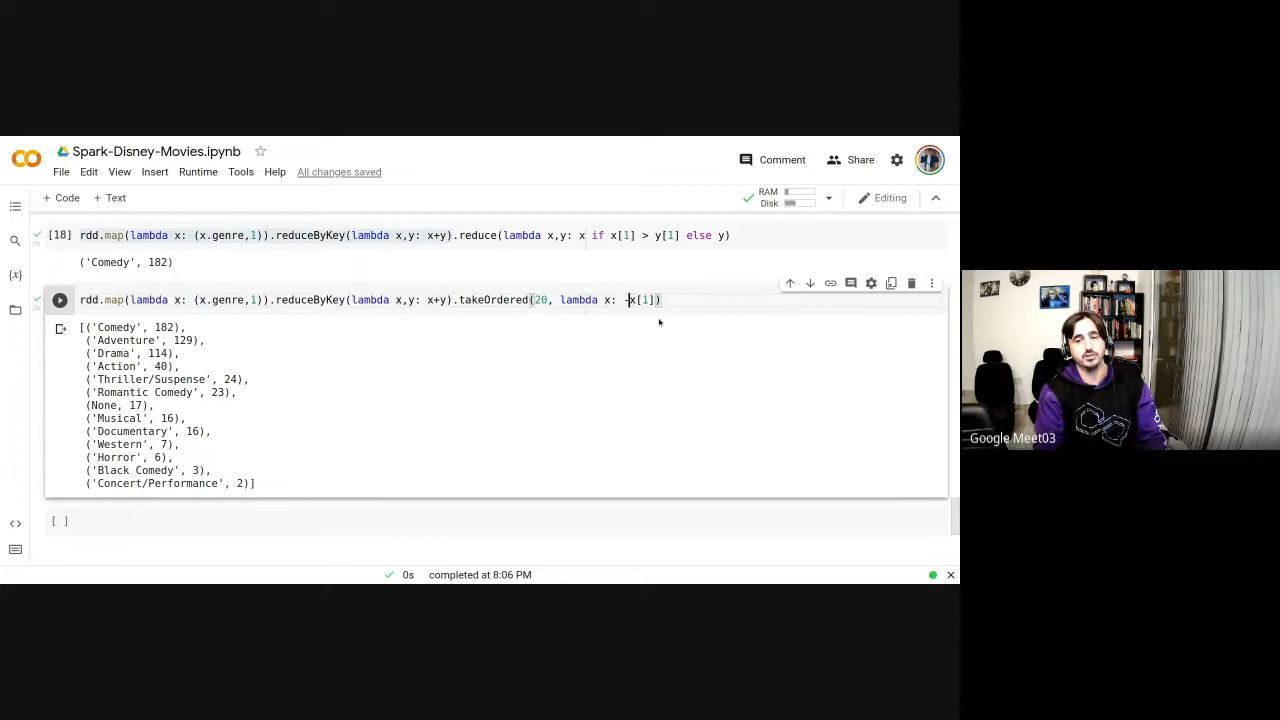 Spark-Disney-Movies.ipynb
File Edit View Insert Runtime Tools Help All changes saved
Comment Share
+ Code + Text
RAM
Disk
Editing
[18] rdd.map(lambda x: (x.genre,1)).reduceByKey(lambda x,y: x+y).reduce(lambda x,y: x if x[1] > y[1] else y)
0s
('Comedy', 182)
rdd.map(lambda x: (x.genre,1)).reduceByKey(lambda x,y: x+y).takeOrdered(20, lambda x: -x[1])
0s
[('Comedy', 182),
('Adventure', 129),
('Drama', 114),
('Action', 40),
('Thriller/Suspense', 24),
('Romantic Comedy', 23),
(None, 17),
('Musical', 16),
('Documentary', 16),
('Western', 7),
('Horror', 6),
('Black Comedy', 3),
('Concert/Performance', 2)]
[ ]
0s completed at 8:06 PM
Google Meet03